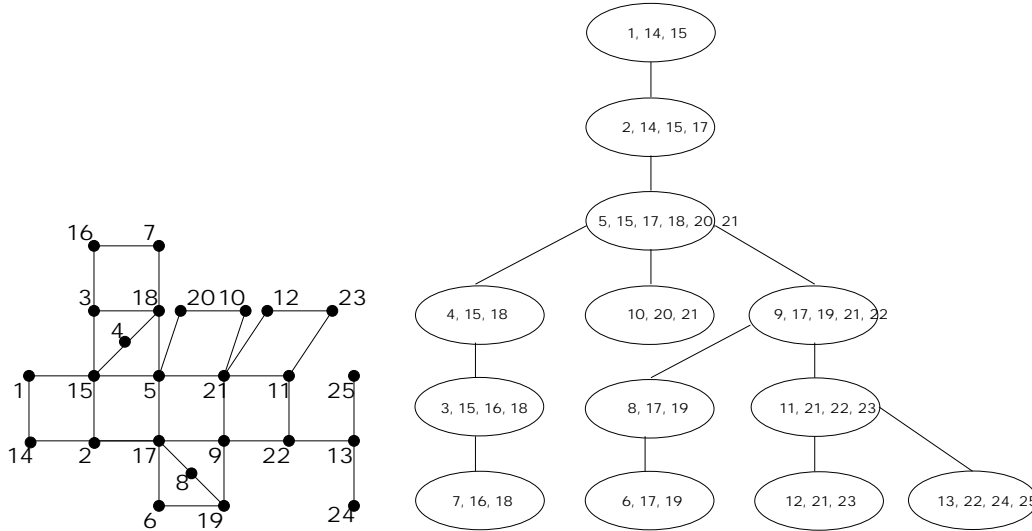 16 7
3 18 20 10 12 23
4
1 15 5 21 11 25
14 2 17 9 22 13
8
6 19 24
1, 14, 15
2, 14, 15, 17
5, 15, 17, 18, 20, 21
4, 15, 18
10, 20, 21
9, 17, 19, 21, 22
3, 15, 16, 18
8, 17, 19
11, 21, 22, 23
7, 16, 18
6, 17, 19
12, 21, 23
13, 22, 24, 25